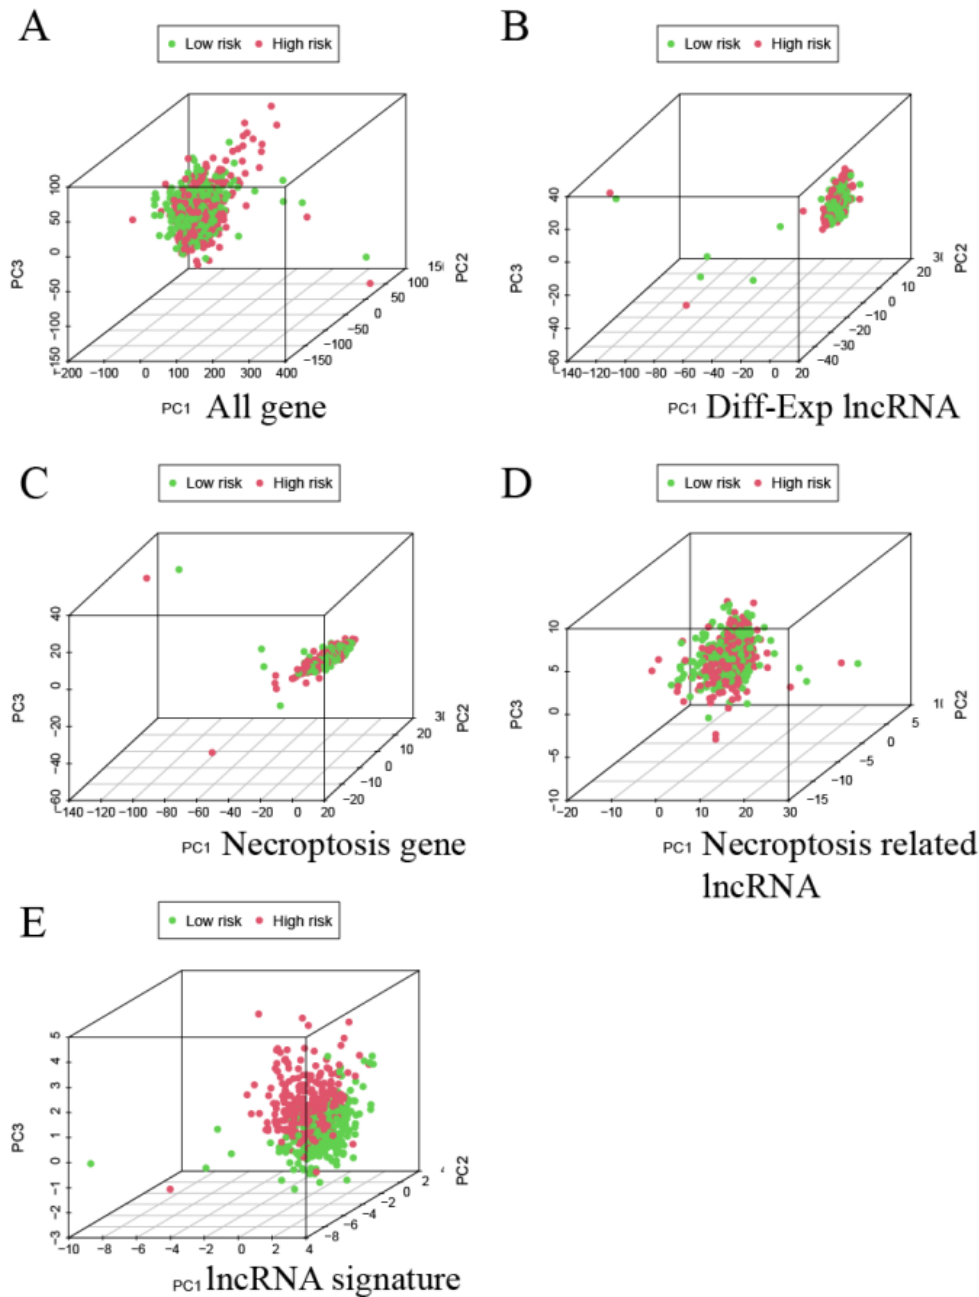 A
Low risk High risk
PC3
100
50
0
−50
−100
−150
−200 −100 0 100 200 300 400
−150
−100
−50
0
50
100
PC2
PC1 All gene
B
Low risk High risk
PC3
40
20
0
−20
−40
−60
−140 −120 −100 −80 −60 −40 −20 0 20
−40
−30
−20
−10
0
10
20
PC2
PC1 Diff-Exp lncRNA
C
Low risk High risk
PC3
40
20
0
−20
−40
−60
−140 −120 −100 −80 −60 −40 −20 0 20
−20
−10
0
10
20
PC2
PC1 Necroptosis gene
D
Low risk High risk
PC3
10
5
0
−5
−10
−20 −10 0 10 20 30
−15
−10
−5
0
5
PC2
PC1 Necroptosis related
lncRNA
E
Low risk High risk
PC3
5
4
3
2
1
0
−1
−2
−3
−10 −8 −6 −4 −2 0 2 4
−8
−6
−4
−2
0
2
PC2
PC1 lncRNA signature